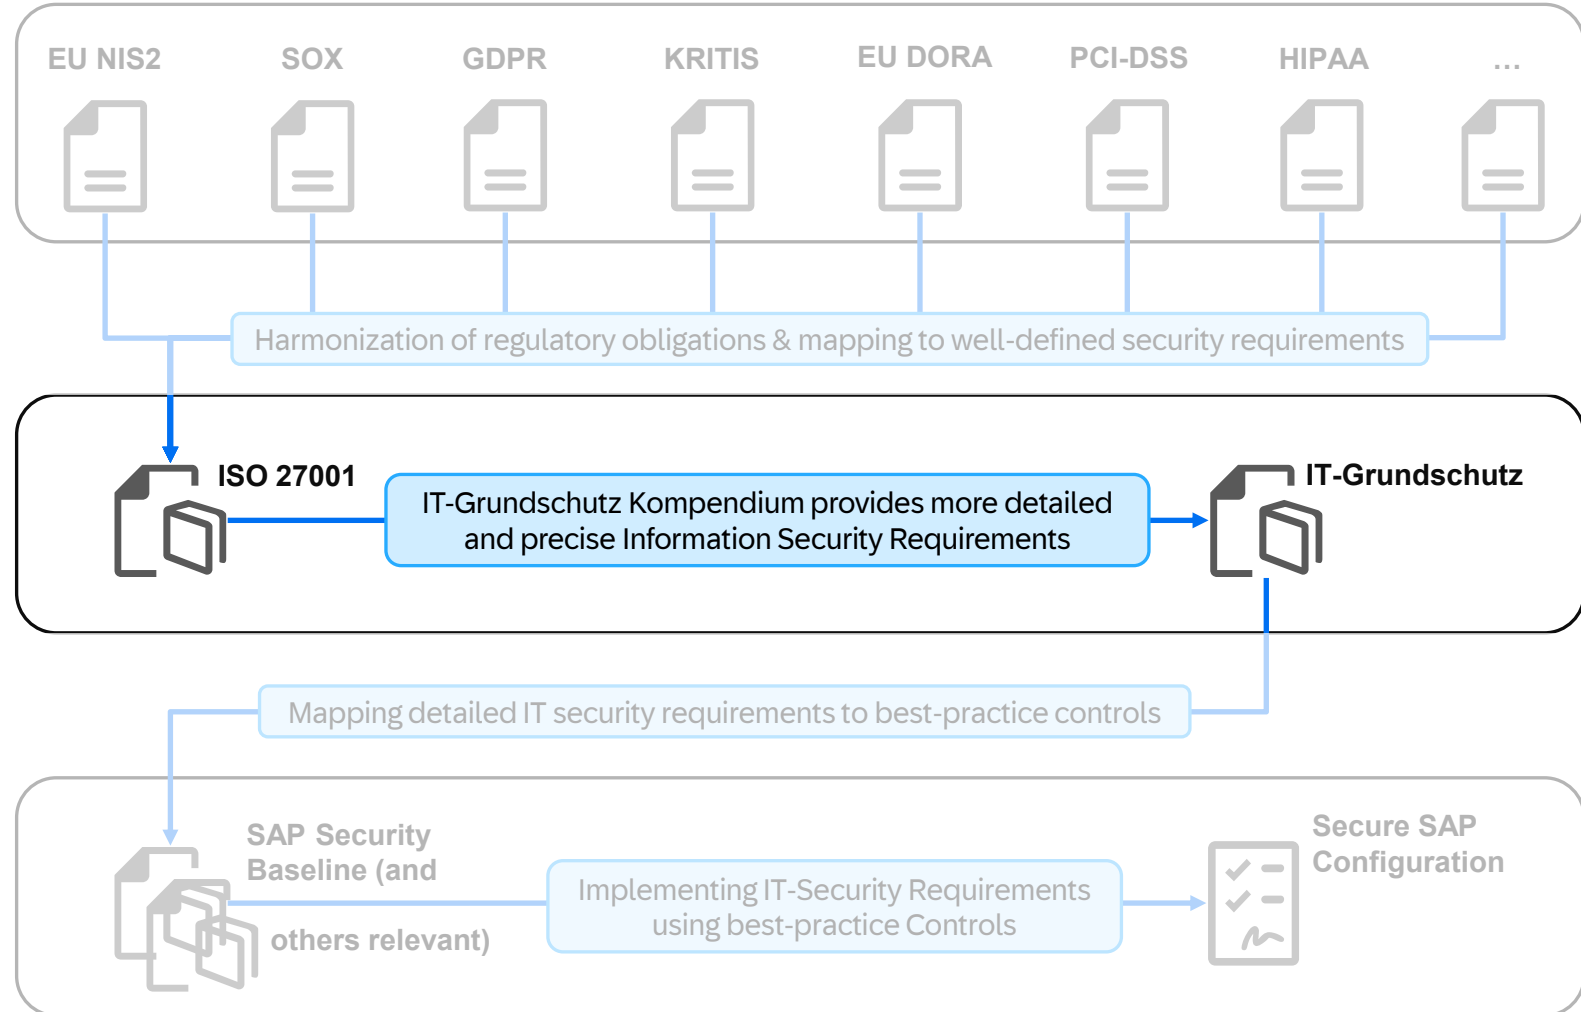 EU NIS2 SOX GDPR KRITIS EU DORA PCI-DSS HIPAA ...
Harmonization of regulatory obligations & mapping to well-defined security requirements
ISO 27001
IT-Grundschutz Kompendium provides more detailed
and precise Information Security Requirements
IT-Grundschutz
Mapping detailed IT security requirements to best-practice controls
SAP Security
Baseline (and
others relevant)
Implementing IT-Security Requirements
using best-practice Controls
Secure SAP
Configuration